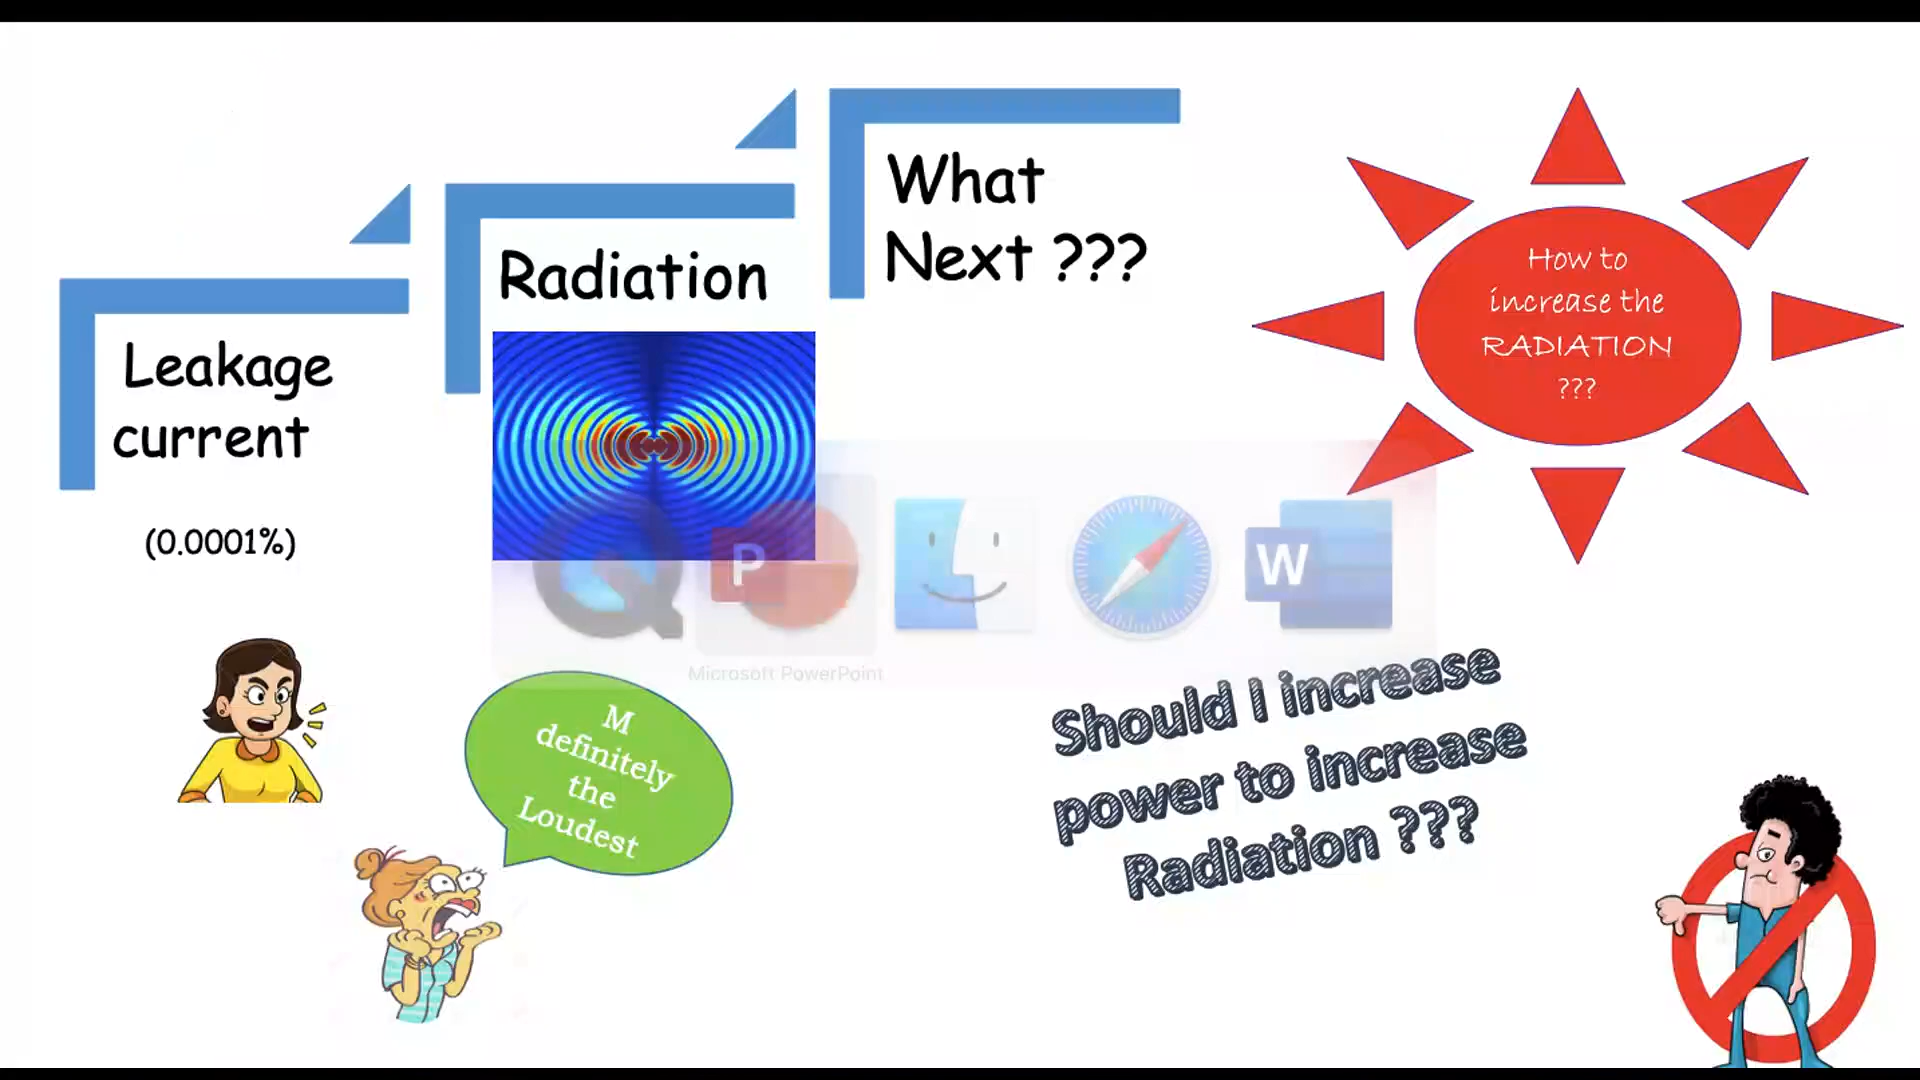 Leakage
current
(0.0001%)
Radiation
What
Next ???
How to
increase the
RADIATION
???
P
W
Microsoft PowerPoint
M
definitely
the
Loudest
Should I increase
power to increase
Radiation ???